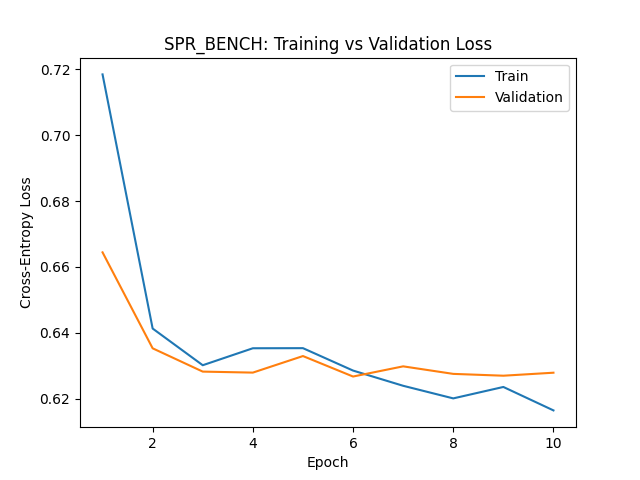 SPR_BENCH: Training vs Validation Loss
Train
Validation
0.72
0.70
0.68
0.66
0.64
0.62
Cross-Entropy Loss
2
4
6
8
10
Epoch